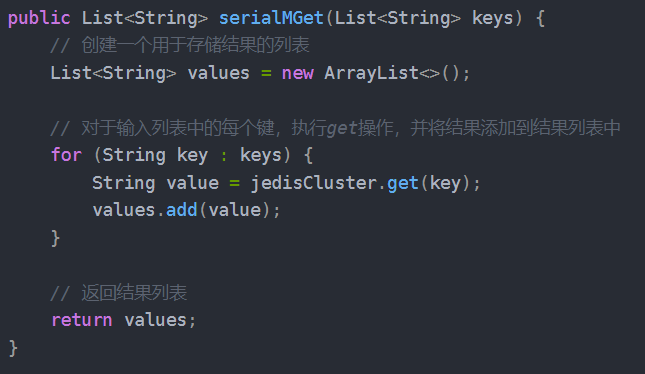 public List<String> serialMGet(List<String> keys) {
    // 创建一个用于存储结果的列表
    List<String> values = new ArrayList<>();
    // 对于输入列表中的每个键，执行get操作，并将结果添加到结果列表中
    for (String key : keys) {
        String value = jedisCluster.get(key);
        values.add(value);
    }
    // 返回结果列表
    return values;
}